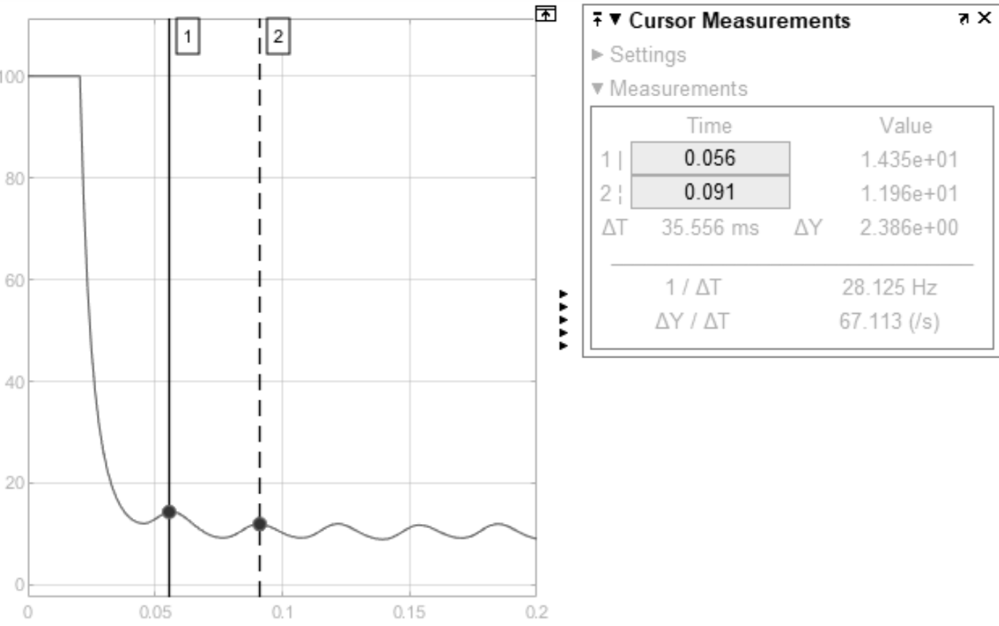 1
2
100
80
60
40
20
0
0 0.05 0.1 0.15 0.2
Cursor Measurements
Settings
Measurements
Time Value
1 | 0.056 1.435e+01
2 ¦ 0.091 1.196e+01
ΔT 35.556 ms ΔY 2.386e+00
1 / ΔT 28.125 Hz
ΔY / ΔT 67.113 (/s)